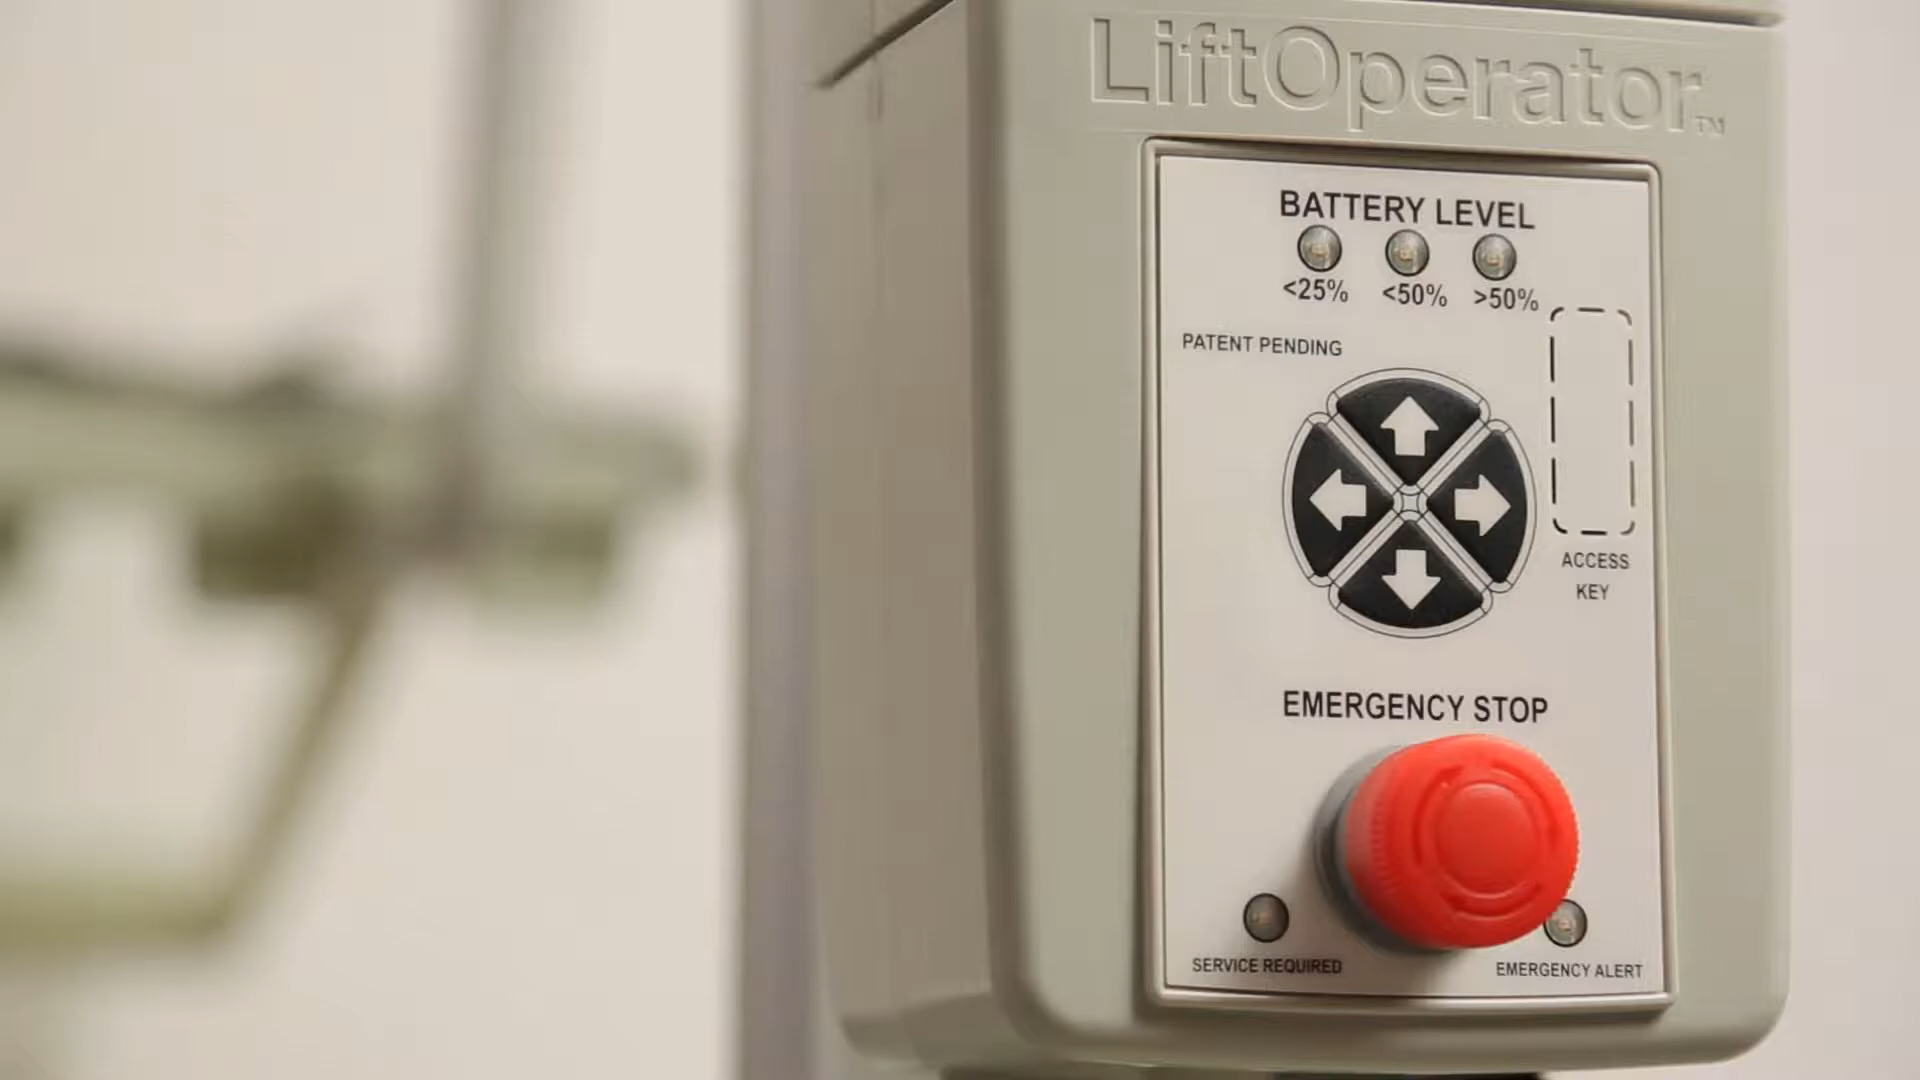 LiftOperator™
BATTERY LEVEL
<25% <50% >50%
PATENT PENDING
ACCESS
KEY
EMERGENCY STOP
SERVICE REQUIRED
EMERGENCY ALERT